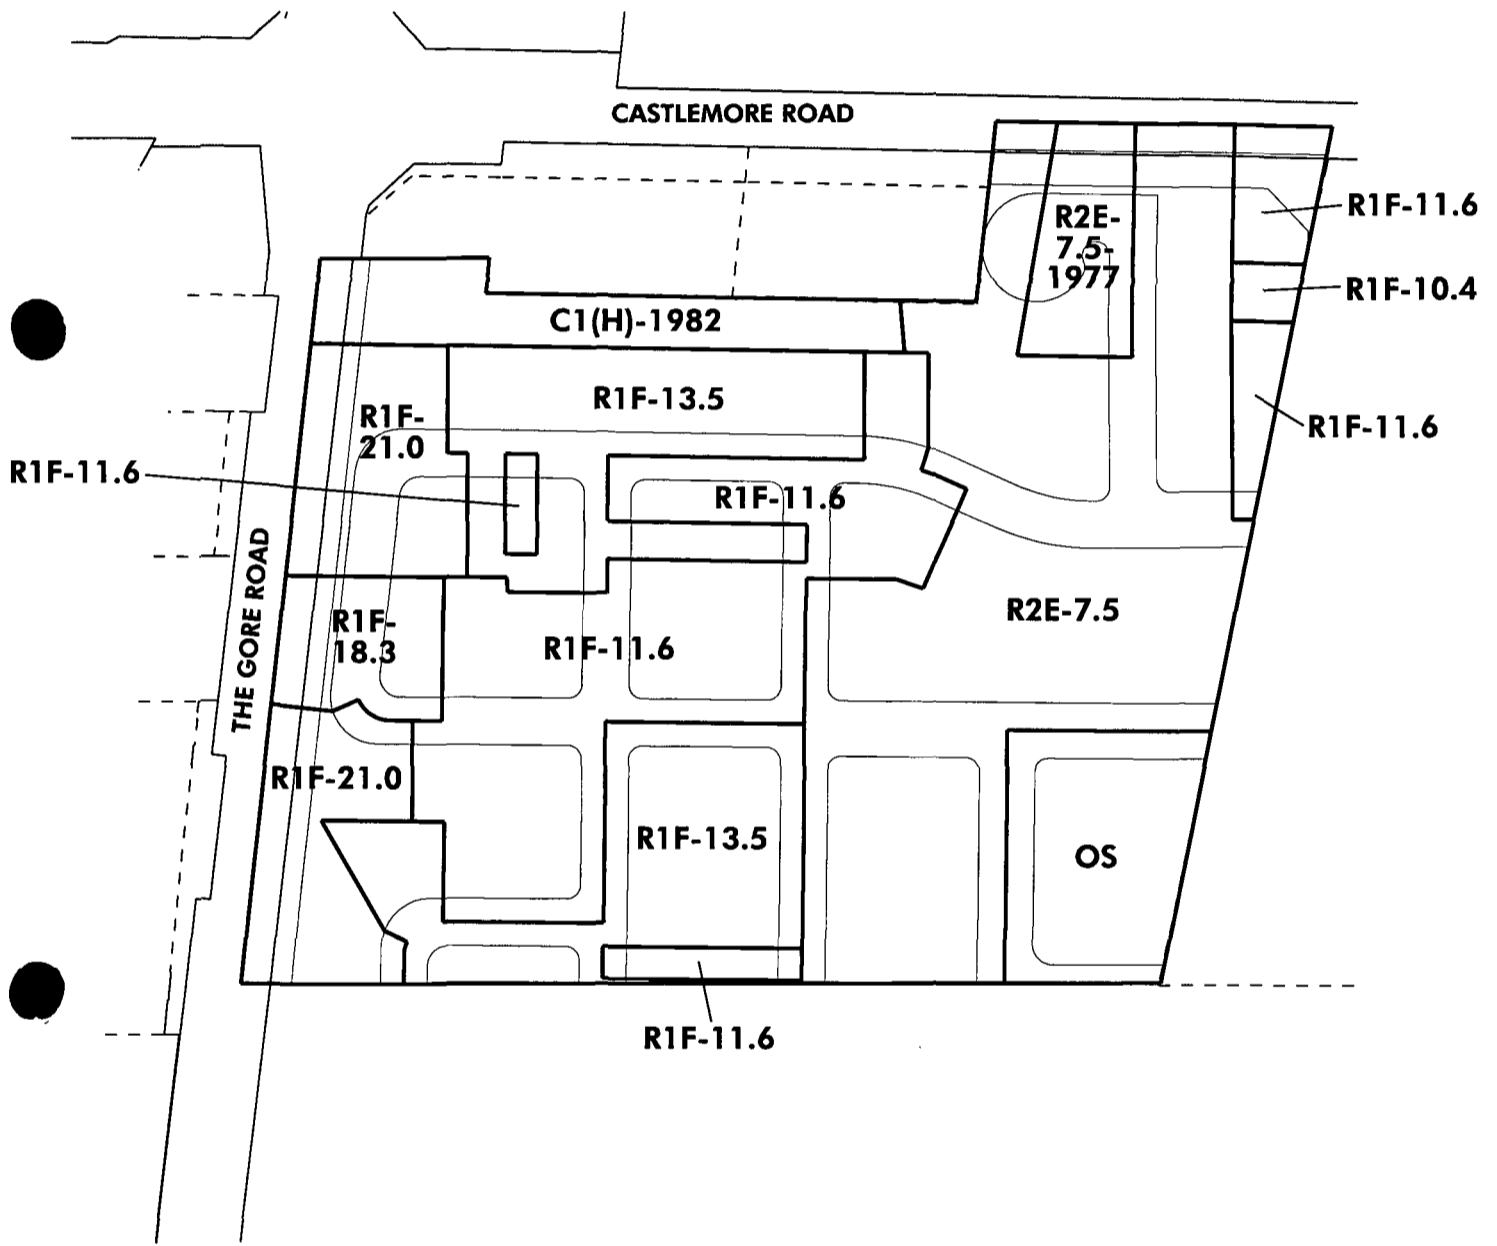 CASTLEMORE ROAD
R2E-
7.5-
1977
R1F-11.6
R1F-10.4
C1(H)-1982
R1F-13.5
R1F-
21.0
R1F-11.6
R1F-11.6
R1F-11.6
THE GORE ROAD
R1F-
18.3
R1F-11.6
R2E-7.5
R1F-21.0
R1F-13.5
OS
R1F-11.6